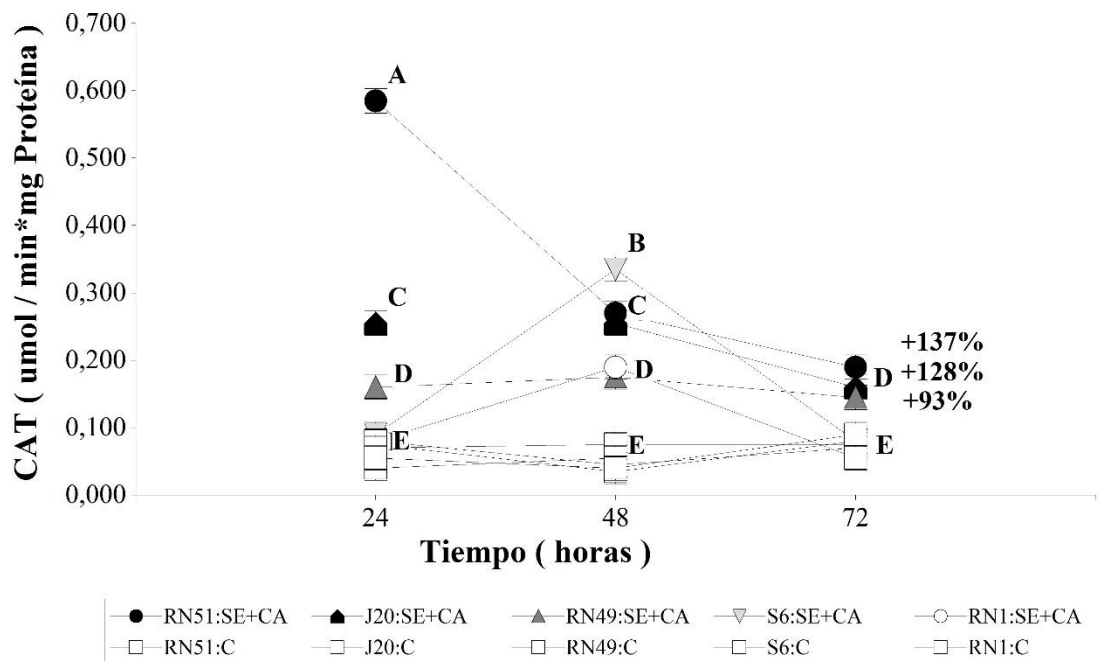 CAT ( umol / min*mg Proteína )
0,700
0,600
0,500
0,400
0,300
0,200
0,100
0,000
A
C
D
E
B
C
D
E
D
E
+137%
+128%
+93%
24 48 72
Tiempo ( horas )
RN51:SE+CA J20:SE+CA RN49:SE+CA S6:SE+CA RN1:SE+CA
RN51:C J20:C RN49:C S6:C RN1:C